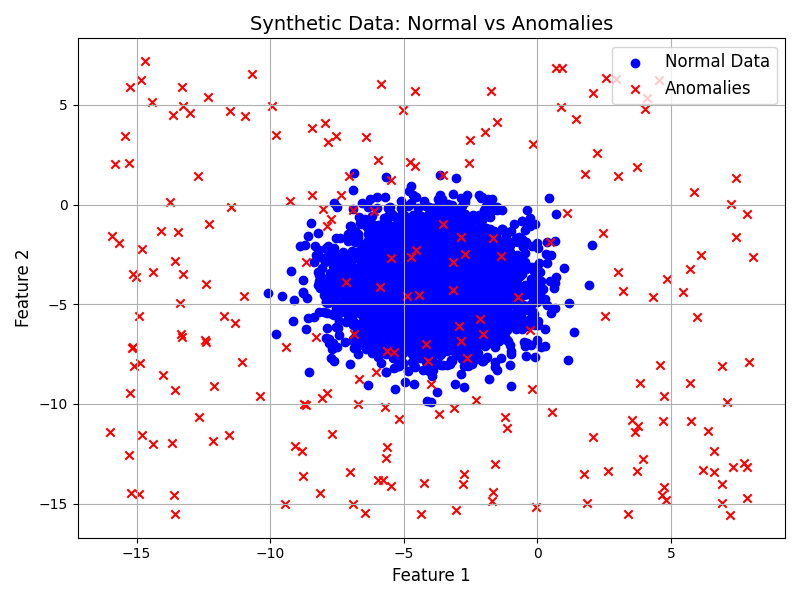 Synthetic Data: Normal vs Anomalies
Normal Data
Anomalies
5
0
−5
−10
−15
Feature 2
−15
−10
−5
0
5
Feature 1